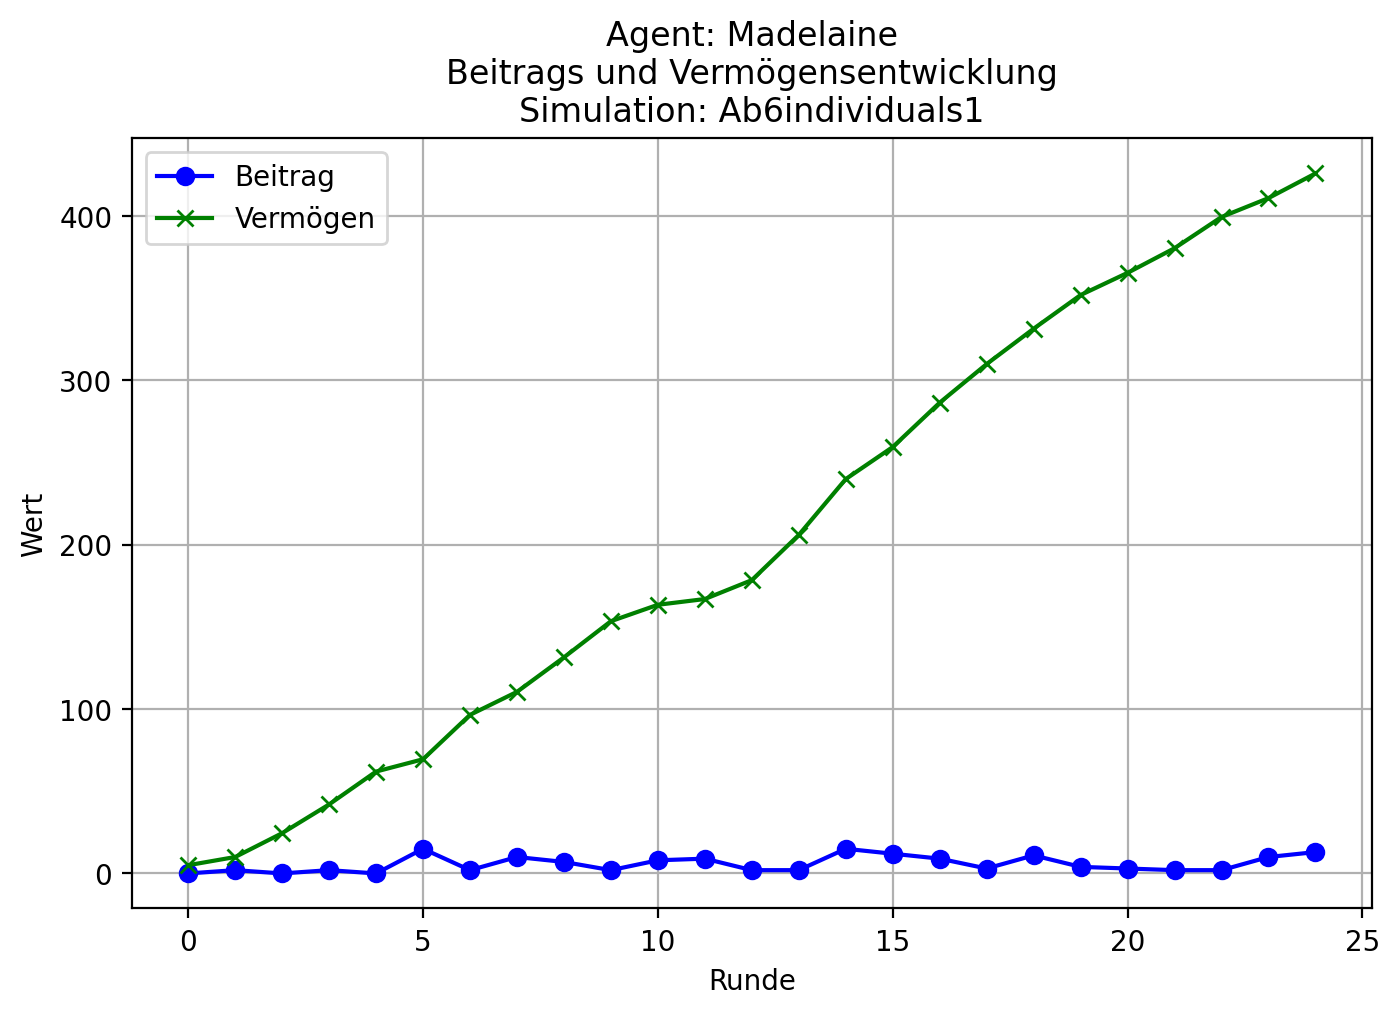 Agent: Madelaine
Beitrags und Vermögensentwicklung
Simulation: Ab6individuals1
Beitrag
Vermögen
400
300
200
100
0
Wert
0 5 10 15 20 25
Runde